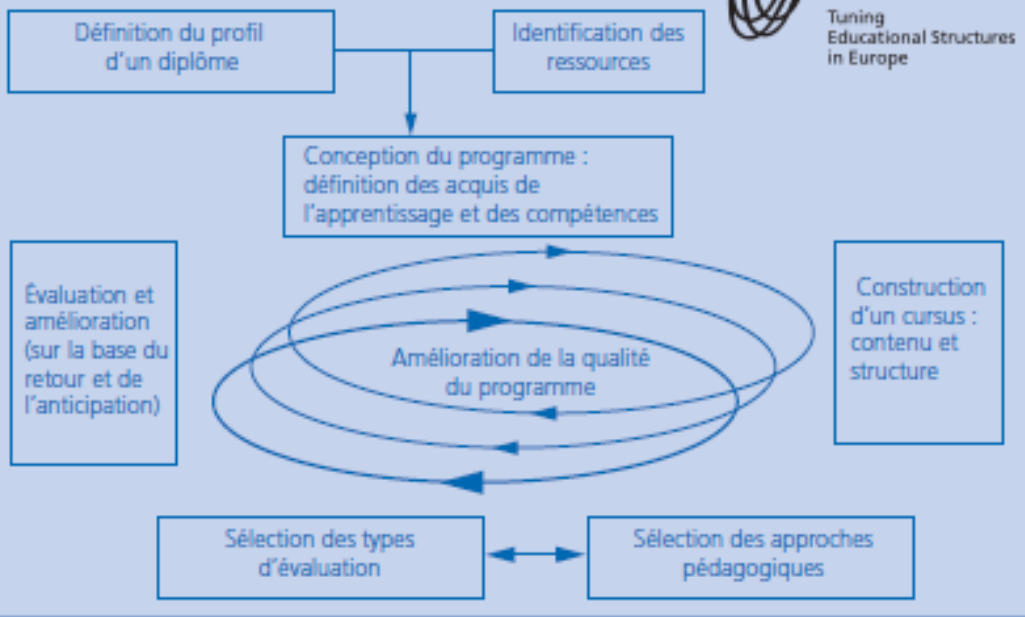 Définition du profil
d'un diplôme
Identification des
ressources
Tuning
Educational Structures
in Europe
Conception du programme :
définition des acquis de
l'apprentissage et des compétences
Évaluation et
amélioration
(sur la base du
retour et de
l'anticipation)
Amélioration de la qualité
du programme
Construction
d'un cursus :
contenu et
structure
Sélection des types
d'évaluation
Sélection des approches
pédagogiques